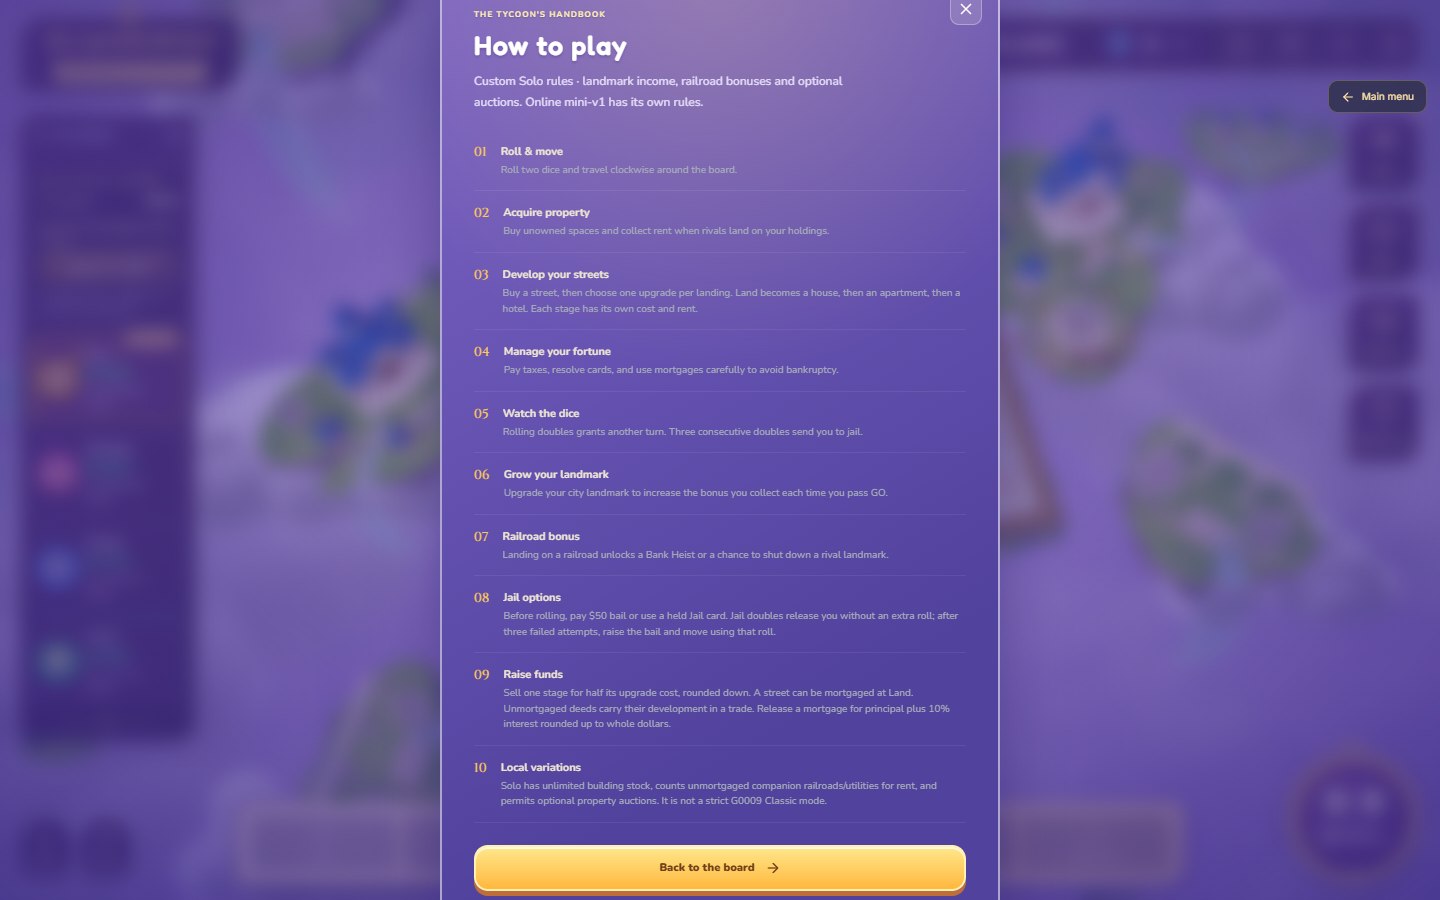 THE TYCOON'S HANDBOOK
How to play
Custom Solo rules · landmark income, railroad bonuses and optional
auctions. Online mini-v1 has its own rules.
Main menu
01 Roll & move
Roll two dice and travel clockwise around the board.
02 Acquire property
Buy unowned spaces and collect rent when rivals land on your holdings.
03 Develop your streets
Buy a street, then choose one upgrade per landing. Land becomes a house, then an apartment, then a
hotel. Each stage has its own cost and rent.
04 Manage your fortune
Pay taxes, resolve cards, and use mortgages carefully to avoid bankruptcy.
05 Watch the dice
Rolling doubles grants another turn. Three consecutive doubles send you to jail.
06 Grow your landmark
Upgrade your city landmark to increase the bonus you collect each time you pass GO.
07 Railroad bonus
Landing on a railroad unlocks a Bank Heist or a chance to shut down a rival landmark.
08 Jail options
Before rolling, pay $50 bail or use a held Jail card. Jail doubles release you without an extra roll; after
three failed attempts, raise the bail and move using that roll.
09 Raise funds
Sell one stage for half its upgrade cost, rounded down. A street can be mortgaged at Land.
Unmortgaged deeds carry their development in a trade. Release a mortgage for principal plus 10%
interest rounded up to whole dollars.
10 Local variations
Solo has unlimited building stock, counts unmortgaged companion railroads/utilities for rent, and
permits optional property auctions. It is not a strict G0009 Classic mode.
Back to the board